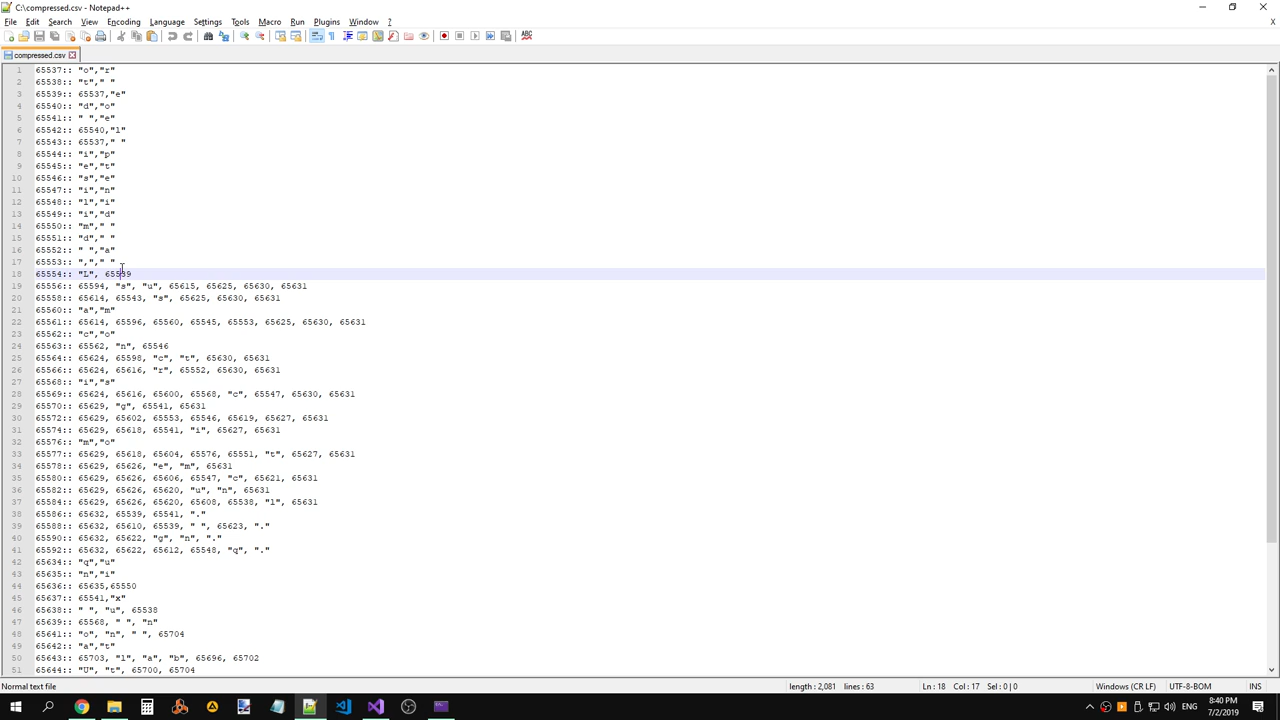 C:\compressed.csv - Notepad++
File Edit Search View Encoding Language Settings Tools Macro Run Plugins Window ?
X
compressed.csv
1 65537:: "o","r"
2 65538:: "t"," "
3 65539:: 65537,"e"
4 65540:: "d","o"
5 65541:: " ","e"
6 65542:: 65540,"l"
7 65543:: 65537," "
8 65544:: "i","p"
9 65545:: "e","t"
10 65546:: "s","e"
11 65547:: "i","n"
12 65548:: "l","i"
13 65549:: "i","d"
14 65550:: "m"," "
15 65551:: "d"," "
16 65552:: " ","a"
17 65553:: ","," "
18 65554:: "L", 65539
19 65556:: 65594, "s", "u", 65615, 65625, 65630, 65631
20 65558:: 65614, 65543, "s", 65625, 65630, 65631
21 65560:: "a","m"
22 65561:: 65614, 65596, 65560, 65545, 65553, 65625, 65630, 65631
23 65562:: "c","o"
24 65563:: 65562, "n", 65546
25 65564:: 65624, 65598, "c", "t", 65630, 65631
26 65566:: 65624, 65616, "r", 65552, 65630, 65631
27 65568:: "i","s"
28 65569:: 65624, 65616, 65600, 65568, "c", 65547, 65630, 65631
29 65570:: 65629, "g", 65541, 65631
30 65572:: 65629, 65602, 65553, 65546, 65619, 65627, 65631
31 65574:: 65629, 65618, 65541, "i", 65627, 65631
32 65576:: "m","o"
33 65577:: 65629, 65618, 65604, 65576, 65551, "t", 65627, 65631
34 65578:: 65629, 65626, "e", "m", 65631
35 65580:: 65629, 65626, 65606, 65547, "c", 65621, 65631
36 65582:: 65629, 65626, 65620, "u", "n", 65631
37 65584:: 65629, 65626, 65620, 65608, 65538, "l", 65631
38 65586:: 65632, 65539, 65541, "."
39 65588:: 65632, 65610, 65539, " ", 65623, "."
40 65590:: 65632, 65622, "g", "n", "."
41 65592:: 65632, 65622, 65612, 65548, "q", "."
42 65634:: "q","u"
43 65635:: "n","i"
44 65636:: 65635,65550
45 65637:: 65541,"x"
46 65638:: " ", "u", 65538
47 65639:: 65568, " ", "n"
48 65641:: "o", "n", " ", 65704
49 65642:: "a","t"
50 65643:: 65703, "l", "a", "b", 65696, 65702
51 65644:: "U", "t", 65700, 65704
Normal text file length : 2,081 lines : 63 Ln : 18 Col : 17 Sel : 0 | 0 Windows (CR LF) UTF-8-BOM INS
ENG 8:40 PM
7/2/2019